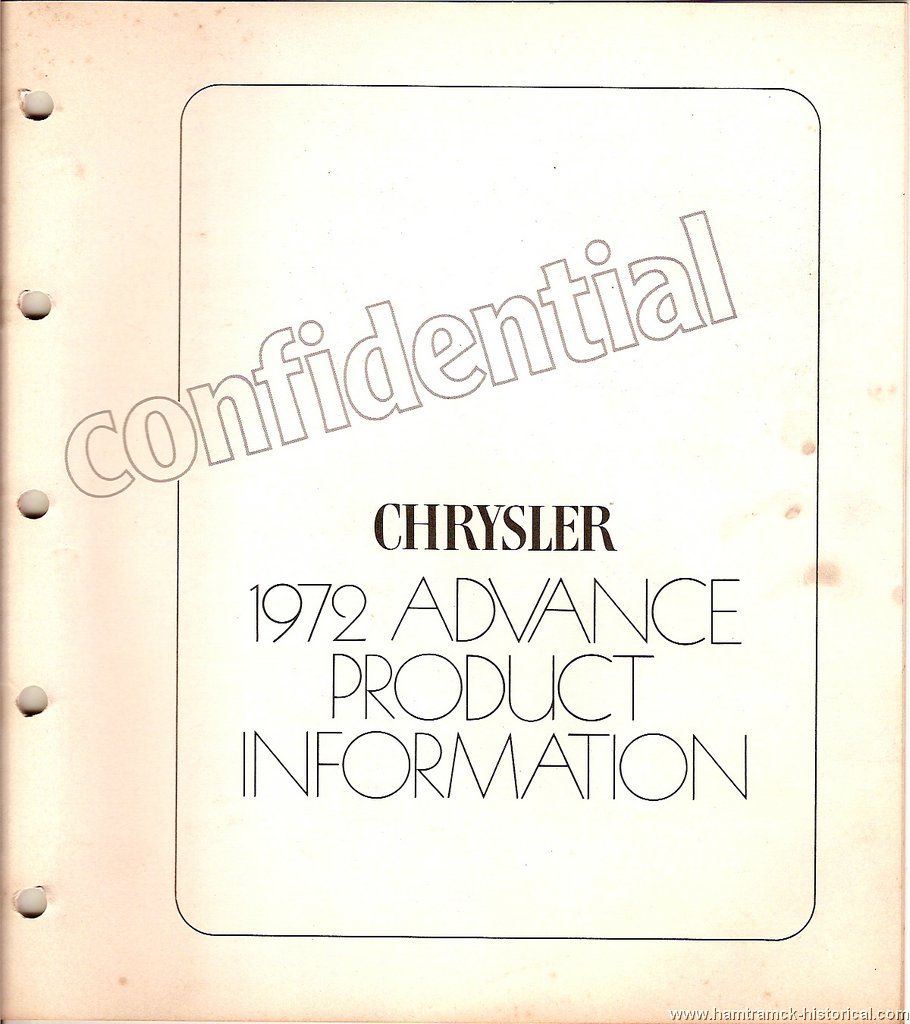 confidential
CHRYSLER
1972 ADVANCE
PRODUCT
INFORMATION
www.hamtramck-historical.com